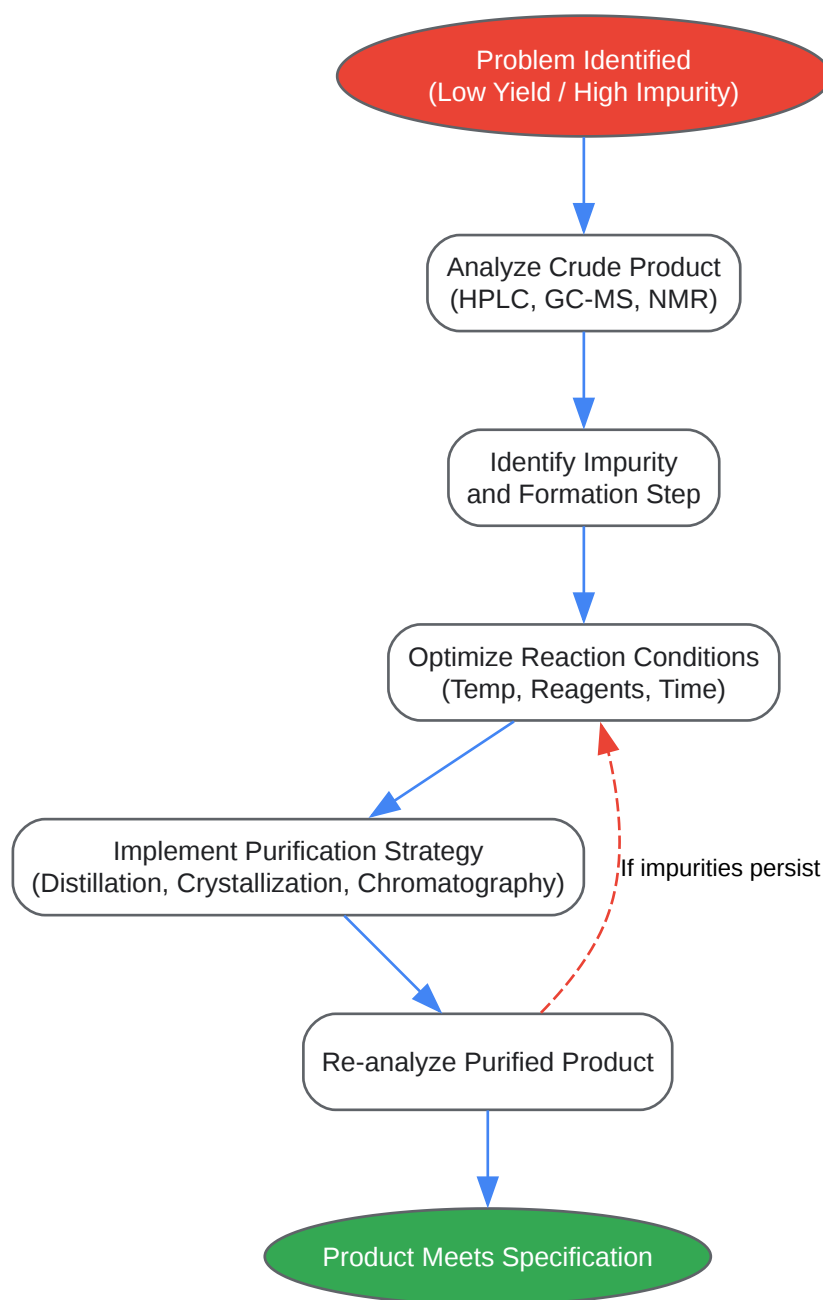 Problem Identified
(Low Yield / High Impurity)
Analyze Crude Product
(HPLC, GC-MS, NMR)
Identify Impurity
and Formation Step
Optimize Reaction Conditions
(Temp, Reagents, Time)
Implement Purification Strategy
(Distillation, Crystallization, Chromatography)
If impurities persist
Re-analyze Purified Product
Product Meets Specification